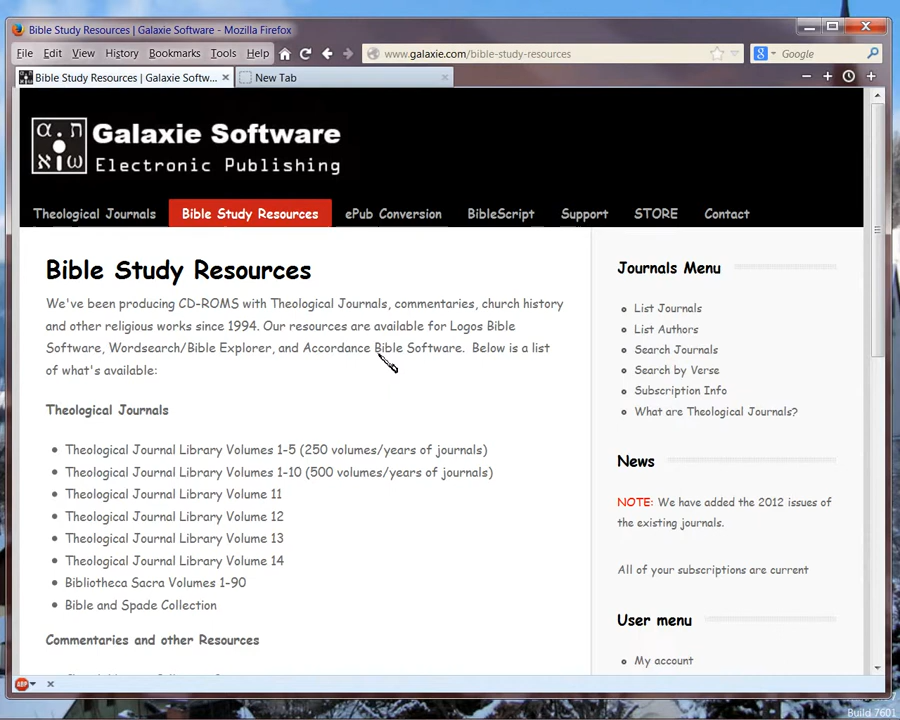 Bible Study Resources | Galaxie Software - Mozilla Firefox
File Edit View History Bookmarks Tools Help
www.galaxie.com/bible-study-resources
Google
Bible Study Resources | Galaxie Softw...
New Tab
Galaxie Software
Electronic Publishing
Theological Journals Bible Study Resources ePub Conversion BibleScript Support STORE Contact
Bible Study Resources
We've been producing CD-ROMS with Theological Journals, commentaries, church history
and other religious works since 1994. Our resources are available for Logos Bible
Software, Wordsearch/Bible Explorer, and Accordance Bible Software. Below is a list
of what's available:
Theological Journals
Theological Journal Library Volumes 1-5 (250 volumes/years of journals)
Theological Journal Library Volumes 1-10 (500 volumes/years of journals)
Theological Journal Library Volume 11
Theological Journal Library Volume 12
Theological Journal Library Volume 13
Theological Journal Library Volume 14
Bibliotheca Sacra Volumes 1-90
Bible and Spade Collection
Commentaries and other Resources
Journals Menu
List Journals
List Authors
Search Journals
Search by Verse
Subscription Info
What are Theological Journals?
News
NOTE: We have added the 2012 issues of
the existing journals.
All of your subscriptions are current
User menu
My account
ABP
Build 7601